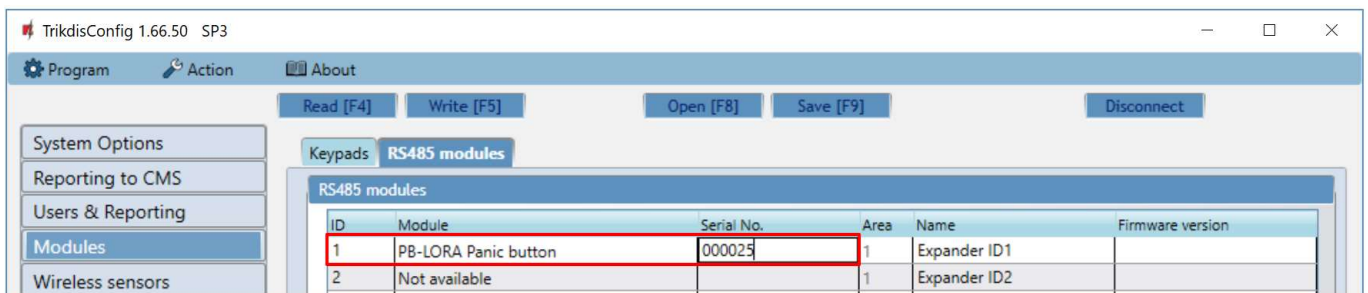 TrikdisConfig 1.66.50 SP3
Program Action About
Read [F4] Write [F5] Open [F8] Save [F9] Disconnect
System Options
Reporting to CMS
Users & Reporting
Modules
Wireless sensors
Keypads RS485 modules
RS485 modules
ID Module Serial No. Area Name Firmware version
1 PB-LORA Panic button 000025 1 Expander ID1
2 Not available 1 Expander ID2